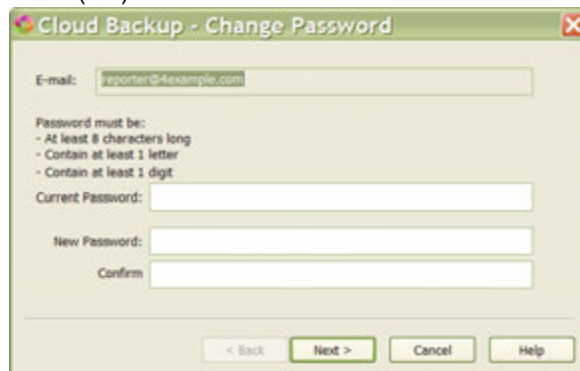 Cloud Backup - Change Password
E-mail: reporter@4example.com
Password must be:
- At least 8 characters long
- Contain at least 1 letter
- Contain at least 1 digit
Current Password:
New Password:
Confirm
< Back Next > Cancel Help